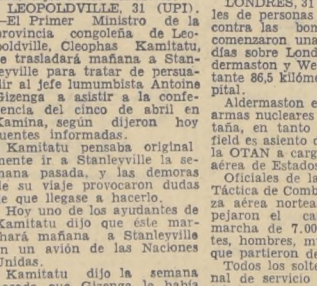 LEOPOLDVILLE, 31 (UPI).
—El Primer Ministro de la
provincia congoleña de Leo-
poldville, Cleophas Kamitatu,
se trasladará mañana a Stan-
leyville para tratar de persua-
dir al jefe lumumbista Antoine
Gizenga a asistir a la confe-
rencia del cinco de abril en
Kamina, según dijeron hoy
fuentes informadas.
Kamitatu pensaba original
mente ir a Stanleyville la se-
mana pasada, y las demoras
de su viaje provocaron dudas
de que llegase a hacerlo.
Hoy uno de los ayudantes de
Kamitatu dijo que éste mar-
chará mañana a Stanleyville
en un avión de las Naciones
Unidas.
Kamitatu dijo la semana
pasada que Gizenga le había
LONDRES, 31
les de personas
contra las bom
comenzaron una
días sobre Lond
dermaston y We
tante 86,5 kilóme
pital.
Aldermaston e
armas nucleares
taña, en tanto
field es asiento d
la OTAN a carg
aérea de Estados
Oficiales de la
Táctica de Comb
za aérea nortea
pejaron el ca
marcha de 7.00
tes, hombres, mu
que partieron de
Todos los solte
nal de servicio